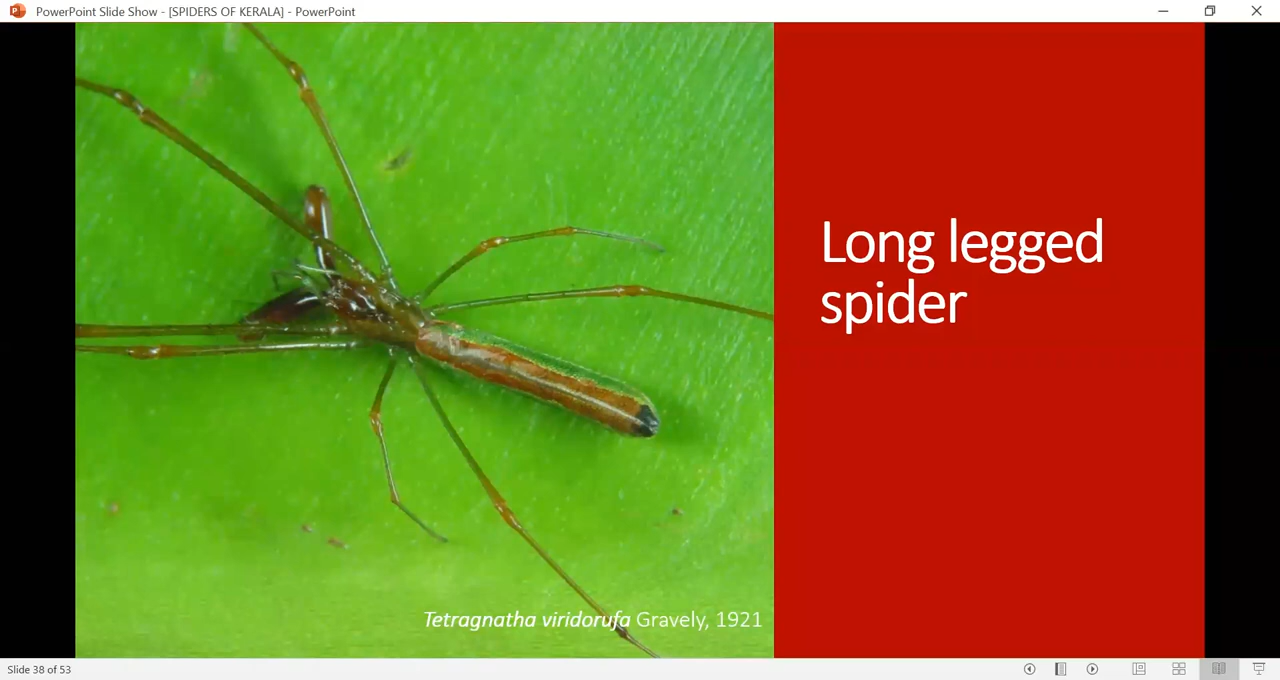 PowerPoint Slide Show - [SPIDERS OF KERALA] - PowerPoint
Long legged
spider
Tetragnatha viridorufa Gravely, 1921
Slide 38 of 53